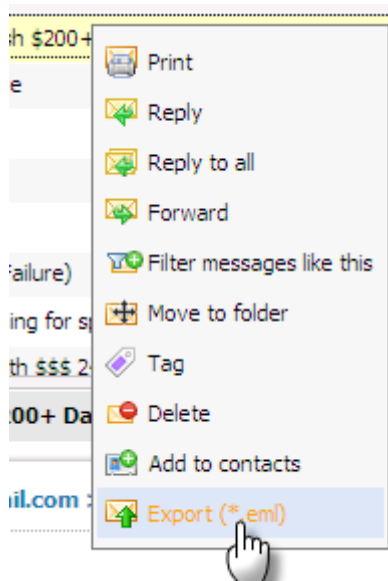 h $200+
Print
e
Reply
Reply to all
Forward
Filter messages like this
ailure)
Move to folder
ing for s
Tag
th $$$ 2
Delete
00+ Da
Add to contacts
il.com
Export (*.eml)